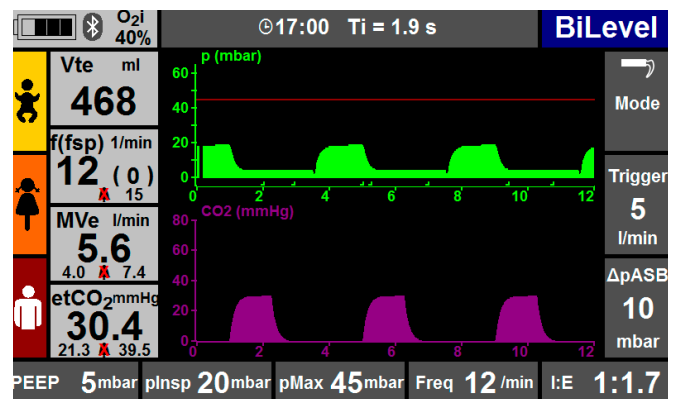 O2i
40%
17:00 Ti = 1.9 s
BiLevel
Vte ml
468
f(fsp) 1/min
12 ( 0 )
15
MVe l/min
5.6
4.0 7.4
etCO2 mmHg
30.4
21.3 39.5
p (mbar)
60
40
20
0
0 2 4 6 8 10 12
CO2 (mmHg)
80
60
40
20
0
0 2 4 6 8 10 12
Mode
Trigger
5
l/min
ΔpASB
10
mbar
PEEP 5 mbar pInsp 20 mbar pMax 45 mbar Freq 12 /min I:E 1:1.7